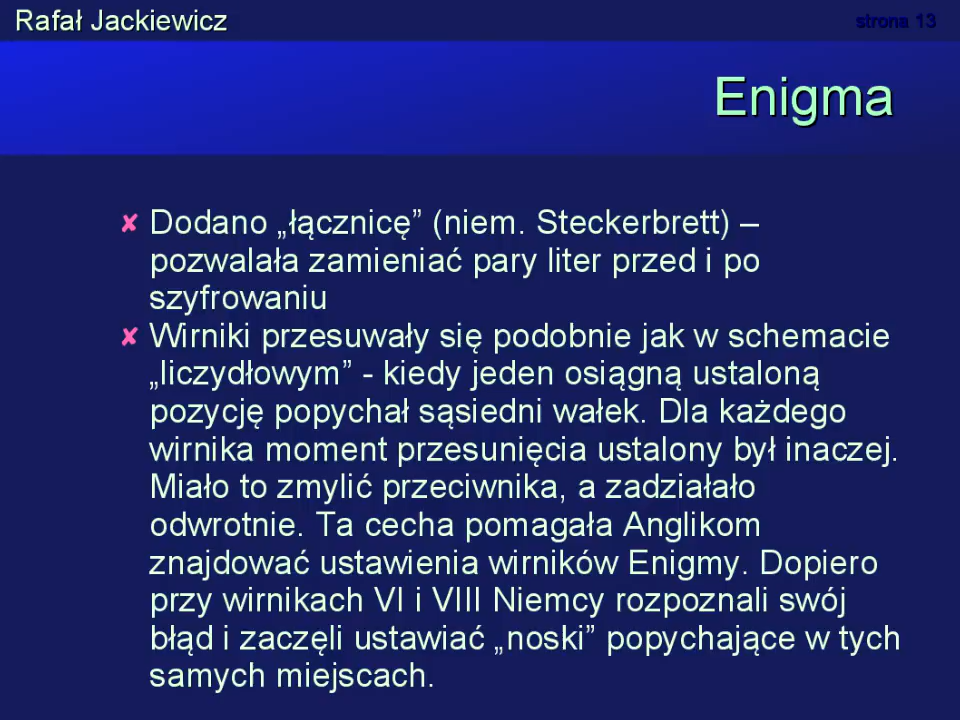 Rafał Jackiewicz
strona 13
Enigma
✘ Dodano „łącznicę” (niem. Steckerbrett) –
pozwalała zamieniać pary liter przed i po
szyfrowaniu
✘ Wirniki przesuwały się podobnie jak w schemacie
„liczydłowym” - kiedy jeden osiągną ustaloną
pozycję popychał sąsiedni wałek. Dla każdego
wirnika moment przesunięcia ustalony był inaczej.
Miało to zmylić przeciwnika, a zadziałało
odwrotnie. Ta cecha pomagała Anglikom
znajdować ustawienia wirników Enigmy. Dopiero
przy wirnikach VI i VIII Niemcy rozpoznali swój
błąd i zaczęli ustawiać „noski” popychające w tych
samych miejscach.